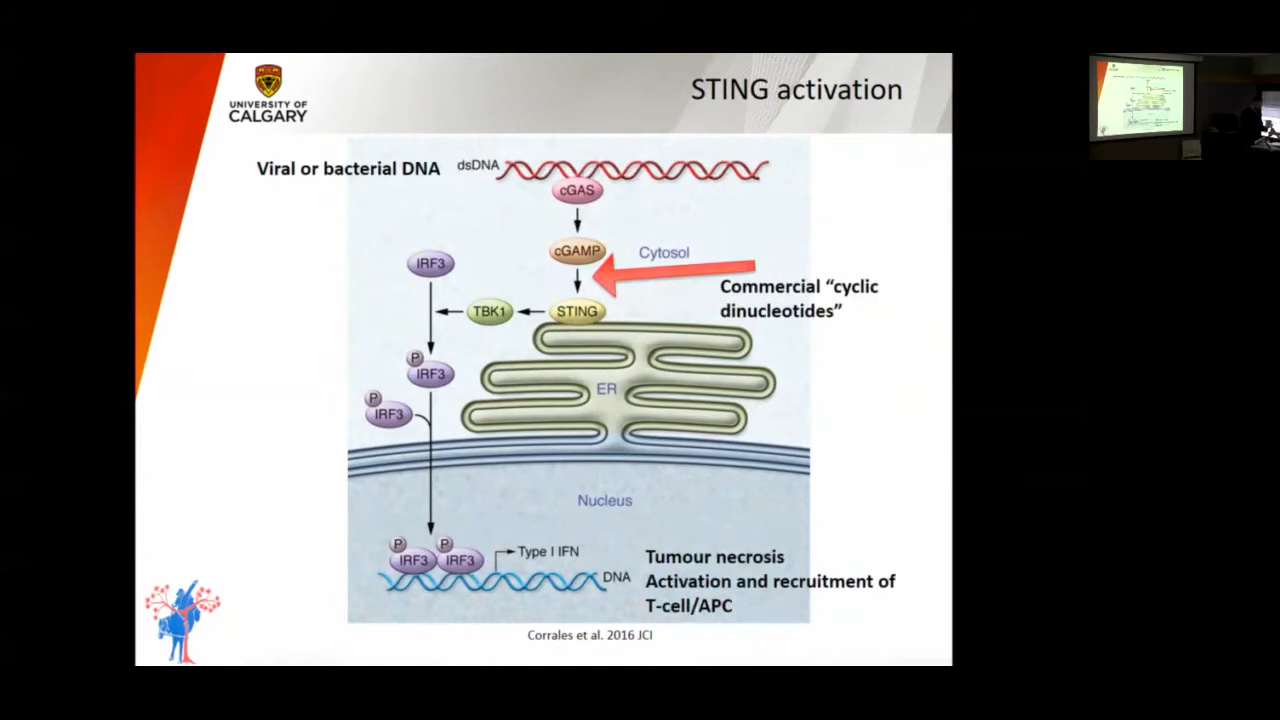 UNIVERSITY OF
CALGARY
STING activation
Viral or bacterial DNA
dsDNA
cGAS
cGAMP
Cytosol
IRF3
Commercial “cyclic
dinucleotides”
TBK1
STING
P
IRF3
P
IRF3
ER
Nucleus
P
P
IRF3
IRF3
Type I IFN
DNA
Tumour necrosis
Activation and recruitment of
T-cell/APC
Corrales et al. 2016 JCI